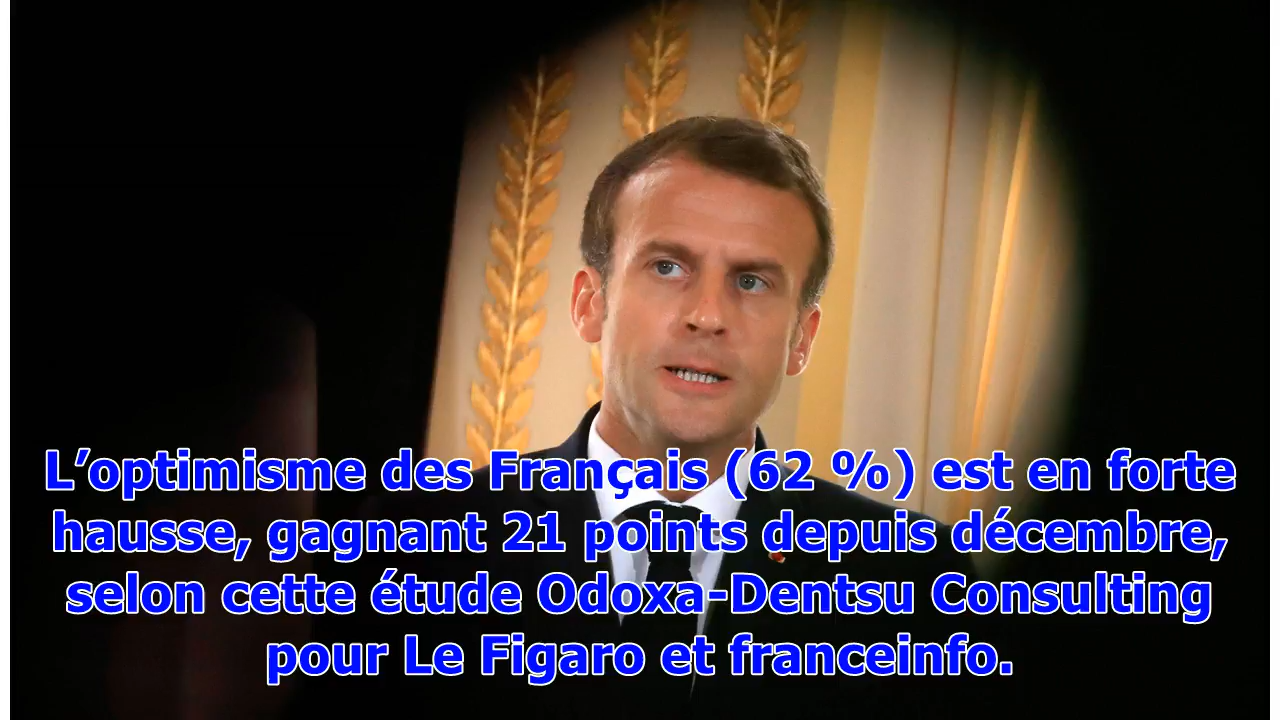 L’optimisme des Français (62 %) est en forte
hausse, gagnant 21 points depuis décembre,
selon cette étude Odoxa-Dentsu Consulting
pour Le Figaro et franceinfo.